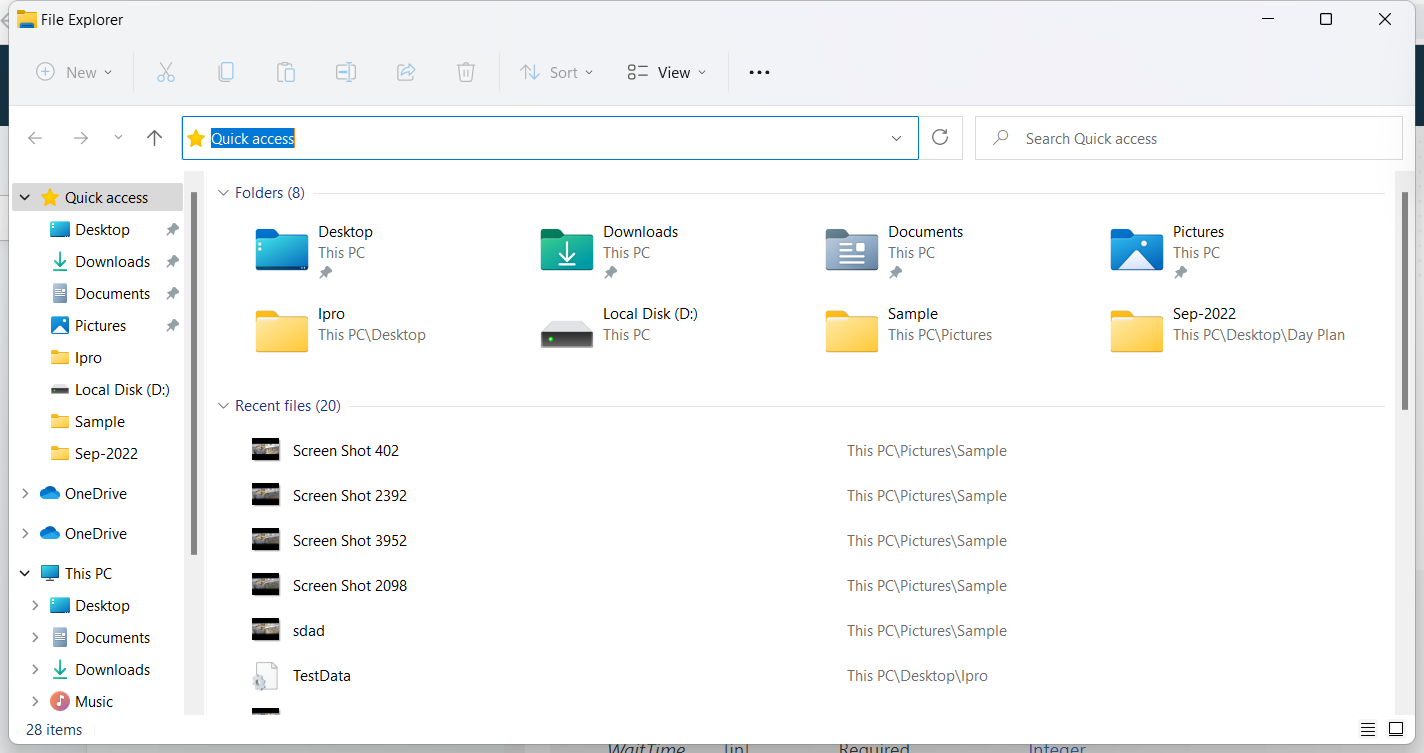 File Explorer
New Sort View
Quick access Search Quick access
Quick access
Desktop
Downloads
Documents
Pictures
Ipro
Local Disk (D:)
Sample
Sep-2022
OneDrive
OneDrive
This PC
Desktop
Documents
Downloads
Music
Folders (8)
Desktop
This PC
Downloads
This PC
Documents
This PC
Pictures
This PC
Ipro
This PC\Desktop
Local Disk (D:)
This PC
Sample
This PC\Pictures
Sep-2022
This PC\Desktop\Day Plan
Recent files (20)
Screen Shot 402 This PC\Pictures\Sample
Screen Shot 2392 This PC\Pictures\Sample
Screen Shot 3952 This PC\Pictures\Sample
Screen Shot 2098 This PC\Pictures\Sample
sdad This PC\Pictures\Sample
TestData This PC\Desktop\Ipro
28 items
WaitTime Required Integer